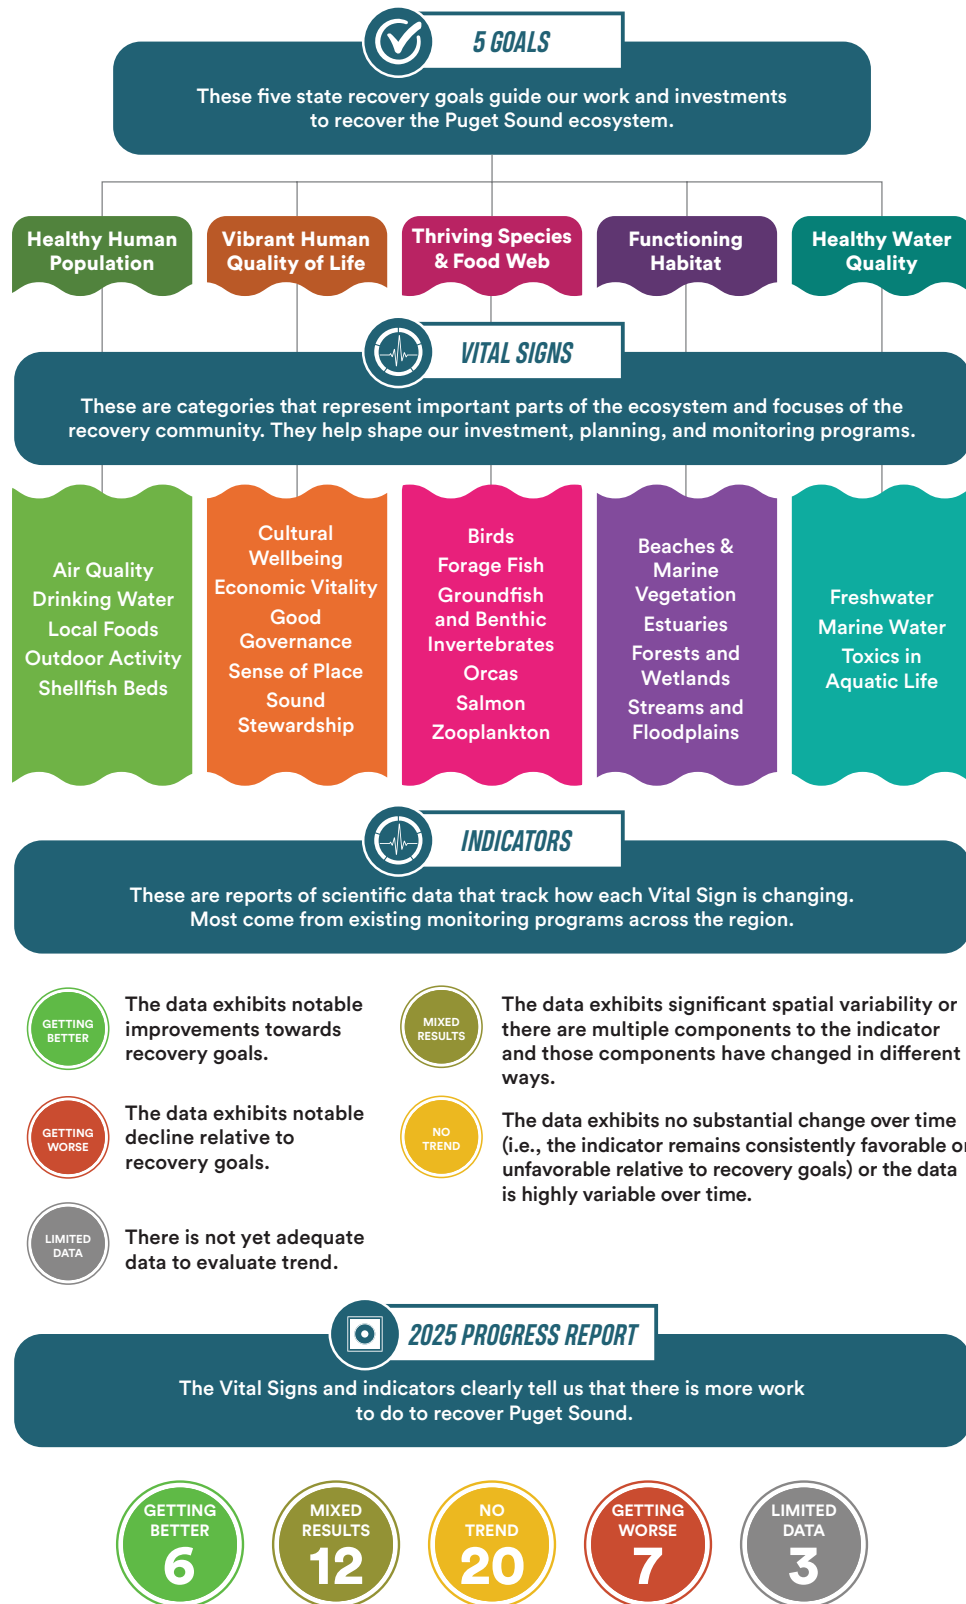 5 GOALS
These five state recovery goals guide our work and investments
to recover the Puget Sound ecosystem.
Healthy Human
Population
Vibrant Human
Quality of Life
Thriving Species
& Food Web
Functioning
Habitat
Healthy Water
Quality
VITAL SIGNS
These are categories that represent important parts of the ecosystem and focuses of the
recovery community. They help shape our investment, planning, and monitoring programs.
Air Quality
Drinking Water
Local Foods
Outdoor Activity
Shellfish Beds
Cultural
Wellbeing
Economic Vitality
Good
Governance
Sense of Place
Sound
Stewardship
Birds
Forage Fish
Groundfish
and Benthic
Invertebrates
Orcas
Salmon
Zooplankton
Beaches &
Marine
Vegetation
Estuaries
Forests and
Wetlands
Streams and
Floodplains
Freshwater
Marine Water
Toxics in
Aquatic Life
INDICATORS
These are reports of scientific data that track how each Vital Sign is changing.
Most come from existing monitoring programs across the region.
GETTING
BETTER
The data exhibits notable
improvements towards
recovery goals.
MIXED
RESULTS
The data exhibits significant spatial variability or
there are multiple components to the indicator
and those components have changed in different
ways.
GETTING
WORSE
The data exhibits notable
decline relative to
recovery goals.
NO
TREND
The data exhibits no substantial change over time
(i.e., the indicator remains consistently favorable or
unfavorable relative to recovery goals) or the data
is highly variable over time.
LIMITED
DATA
There is not yet adequate
data to evaluate trend.
2025 PROGRESS REPORT
The Vital Signs and indicators clearly tell us that there is more work
to do to recover Puget Sound.
GETTING
BETTER
6
MIXED
RESULTS
12
NO
TREND
20
GETTING
WORSE
7
LIMITED
DATA
3